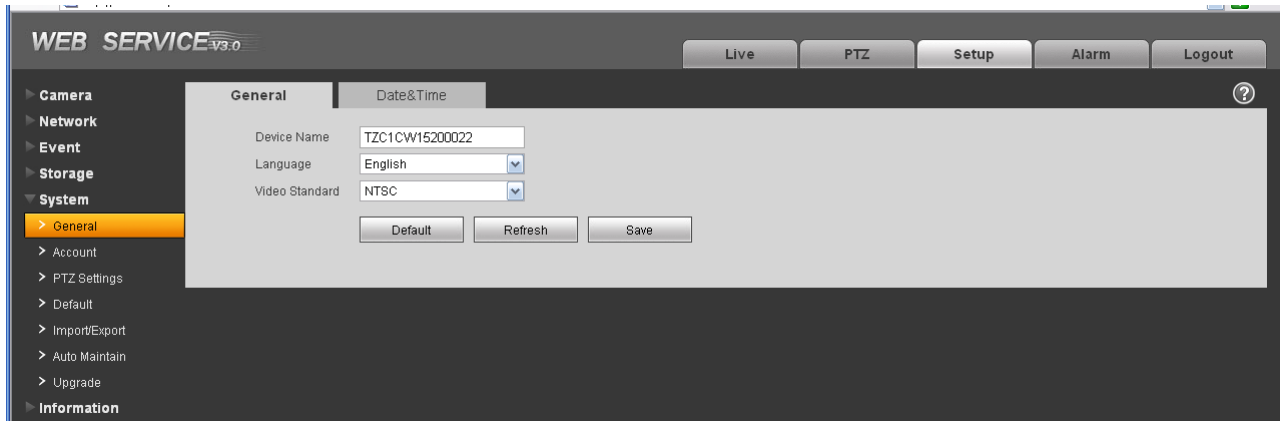 WEB SERVICE V3.0
Live PTZ Setup Alarm Logout
General Date&Time ?
Camera
Network
Event
Storage
System
> General
> Account
> PTZ Settings
> Default
> Import/Export
> Auto Maintain
> Upgrade
Information
Device Name TZC1CW15200022
Language English
Video Standard NTSC
Default Refresh Save